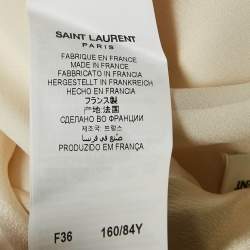 SAINT LAURENT
PARIS
FABRIQUE EN FRANCE
MADE IN FRANCE
FABBRICATO IN FRANCIA
HERGESTELLT IN FRANKREICH
HECHO EN FRANCIA
フランス製
产地:法国
СДЕЛАНО ВО ФРАНЦИИ
제조국: 프랑스
صنع في فرنسا
PRODUZIDO EM FRANÇA
F36 160/84Y